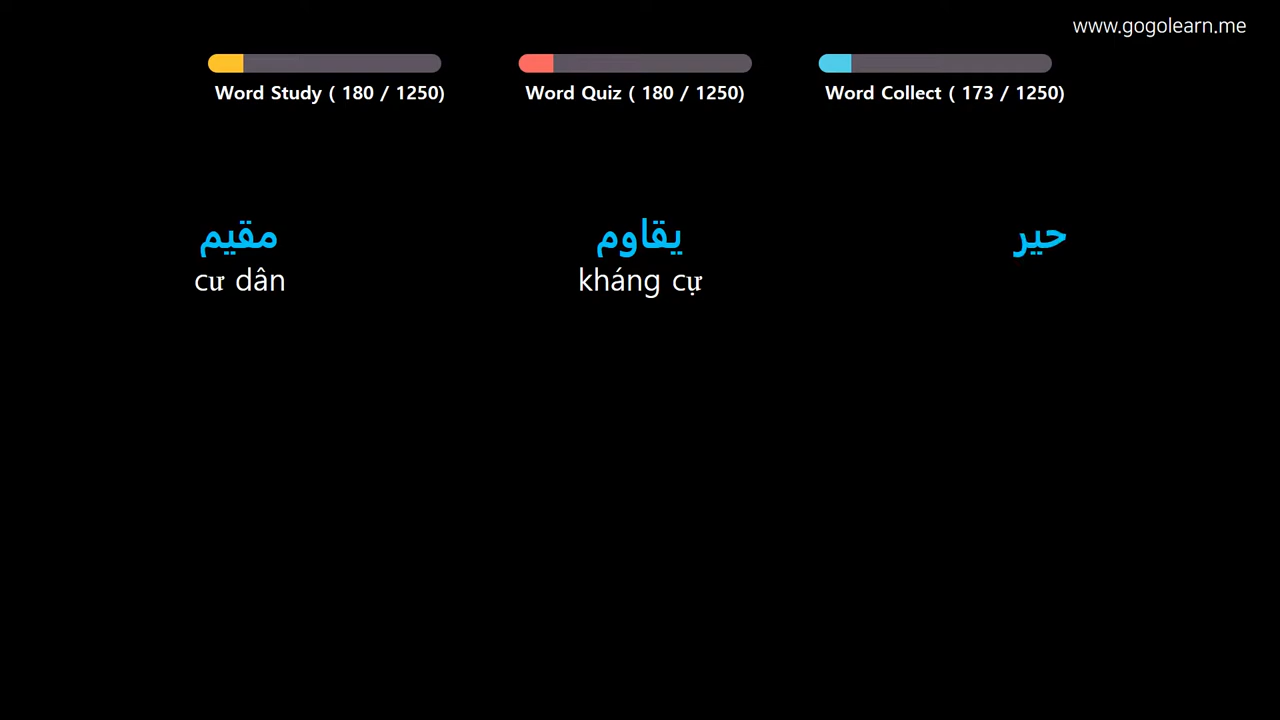 www.gogolearn.me
Word Study ( 180 / 1250)
Word Quiz ( 180 / 1250)
Word Collect ( 173 / 1250)
مقيم
cư dân
يقاوم
kháng cự
حير